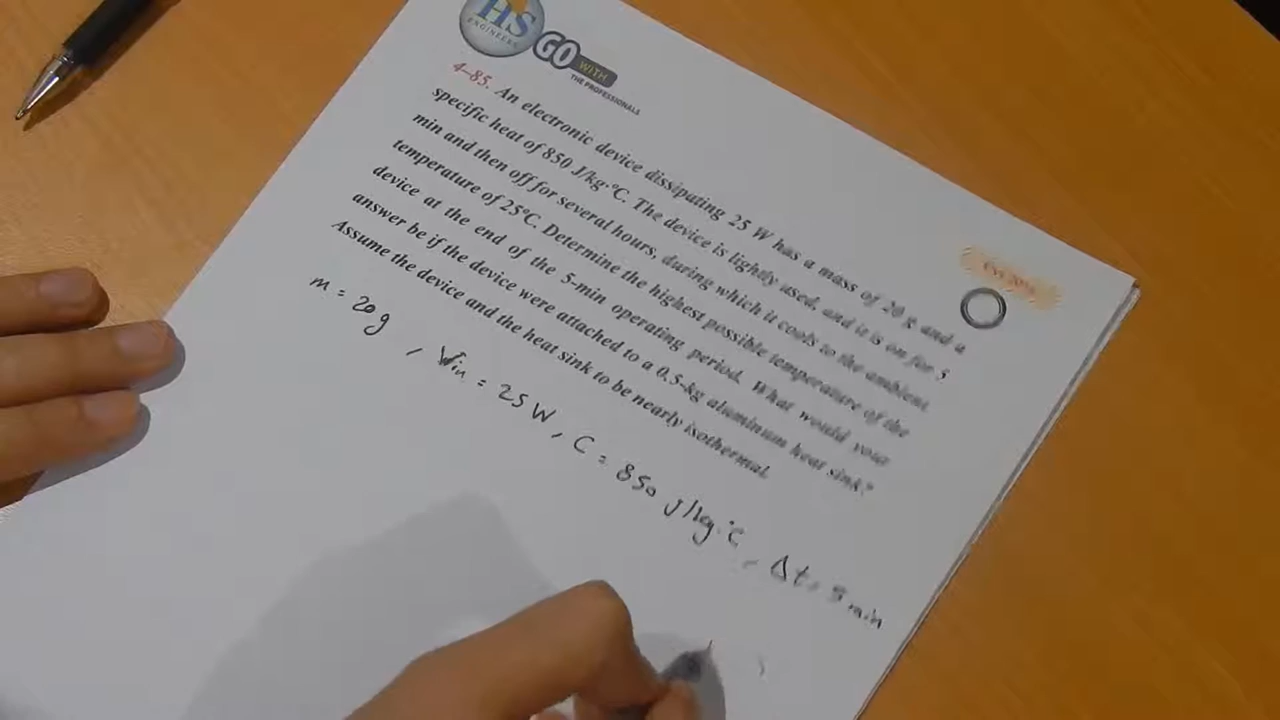 HS
ENGINEERS
GO WITH
THE PROFESSIONALS
4–85. An electronic device dissipating 25 W has a mass of 20 g and a
specific heat of 850 J/kg·°C. The device is lightly used, and it is on for 5
min and then off for several hours, during which it cools to the ambient
temperature of 25°C. Determine the highest possible temperature of the
device at the end of the 5-min operating period. What would your
answer be if the device were attached to a 0.5-kg aluminum heat sink?
Assume the device and the heat sink to be nearly isothermal.
m = 20g , Ẇin = 25 W , C = 850 J/kg.°C , Δt = 5 min